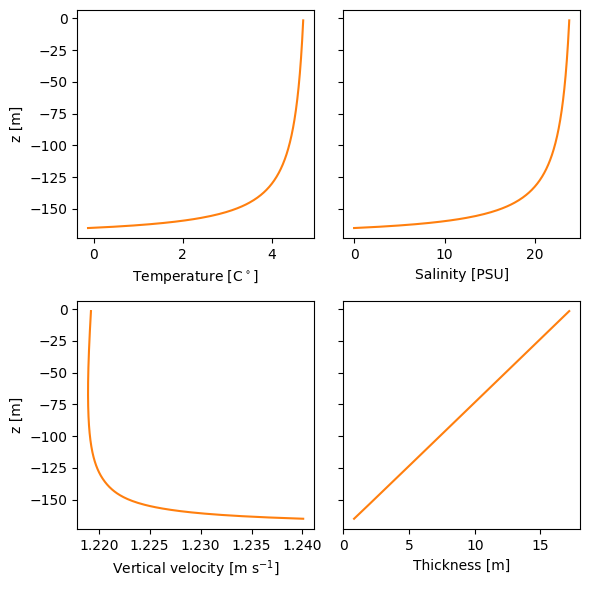 0
−25
−50
−75
−100
−125
−150
z [m]
0 2 4
Temperature [C°]
0 10 20
Salinity [PSU]
0
−25
−50
−75
−100
−125
−150
z [m]
1.220 1.225 1.230 1.235 1.240
Vertical velocity [m s⁻¹]
0 5 10 15
Thickness [m]